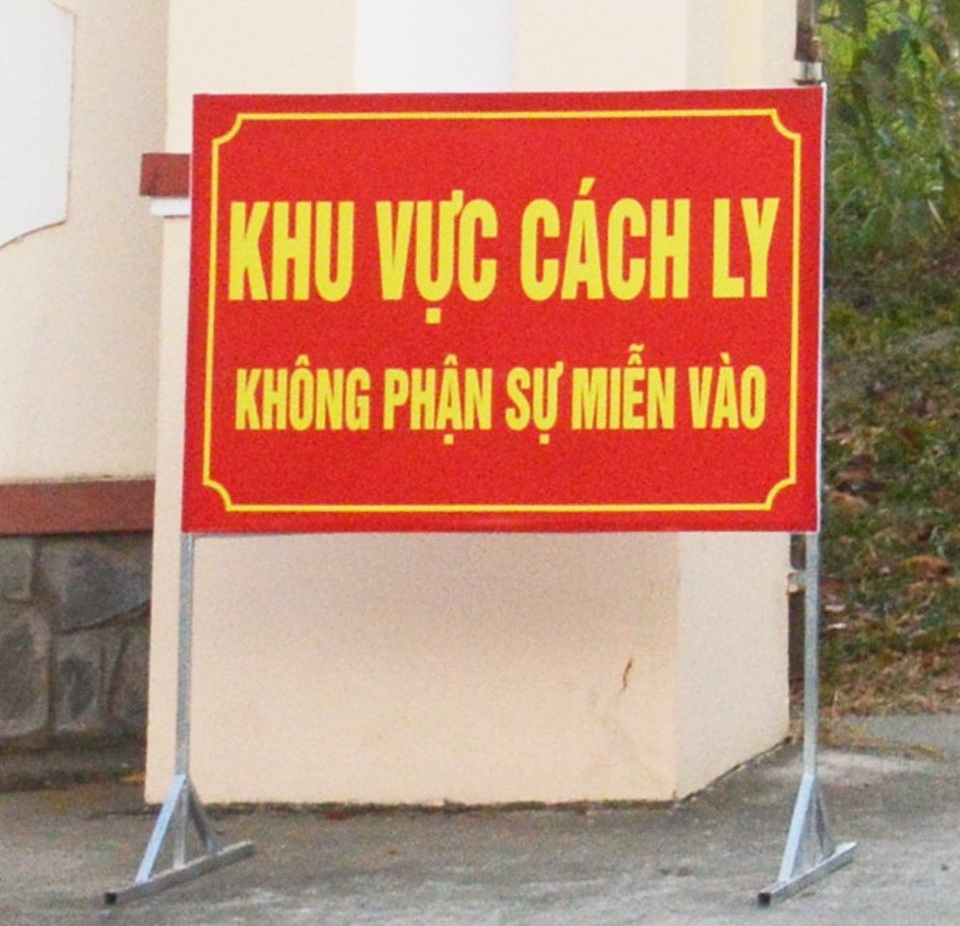 KHU VỰC CÁCH LY
KHÔNG PHẬN SỰ MIỄN VÀO